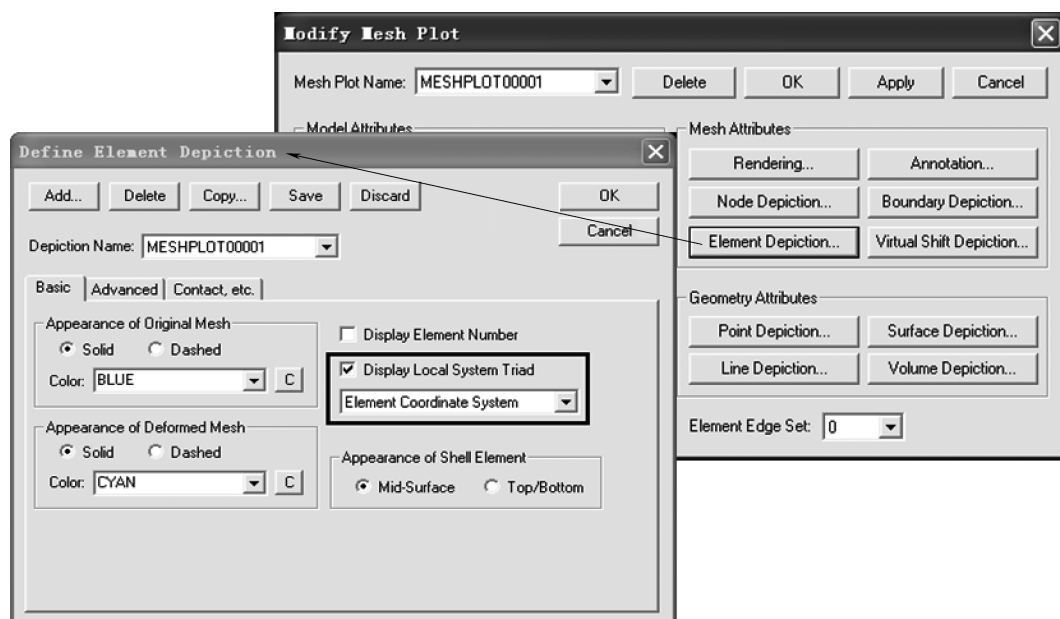 Modify Mesh Plot
Mesh Plot Name: MESHPLOT00001 Delete OK Apply Cancel
Model Attributes
Mesh Attributes
Rendering... Annotation...
Node Depiction... Boundary Depiction...
Element Depiction... Virtual Shift Depiction...
Geometry Attributes
Point Depiction... Surface Depiction...
Line Depiction... Volume Depiction...
Element Edge Set: 0
Define Element Depiction
Add... Delete Copy... Save Discard OK
Cancel
Depiction Name: MESHPLOT00001
Basic Advanced Contact, etc.
Appearance of Original Mesh
Solid Dashed
Color: BLUE C
Appearance of Deformed Mesh
Solid Dashed
Color: CYAN C
Display Element Number
Display Local System Triad
Element Coordinate System
Appearance of Shell Element
Mid-Surface Top/Bottom